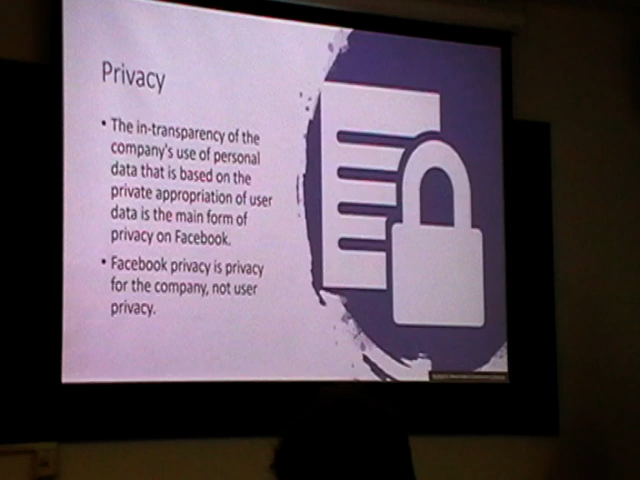 Privacy
• The in-transparency of the
company's use of personal
data that is based on the
private appropriation of user
data is the main form of
privacy on Facebook.
• Facebook privacy is privacy
for the company, not user
privacy.